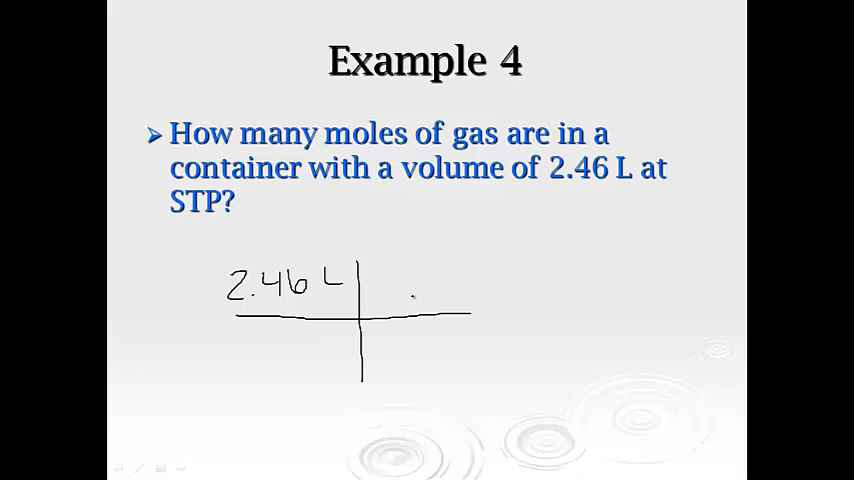 Example 4
How many moles of gas are in a
container with a volume of 2.46 L at
STP?
2.46 L